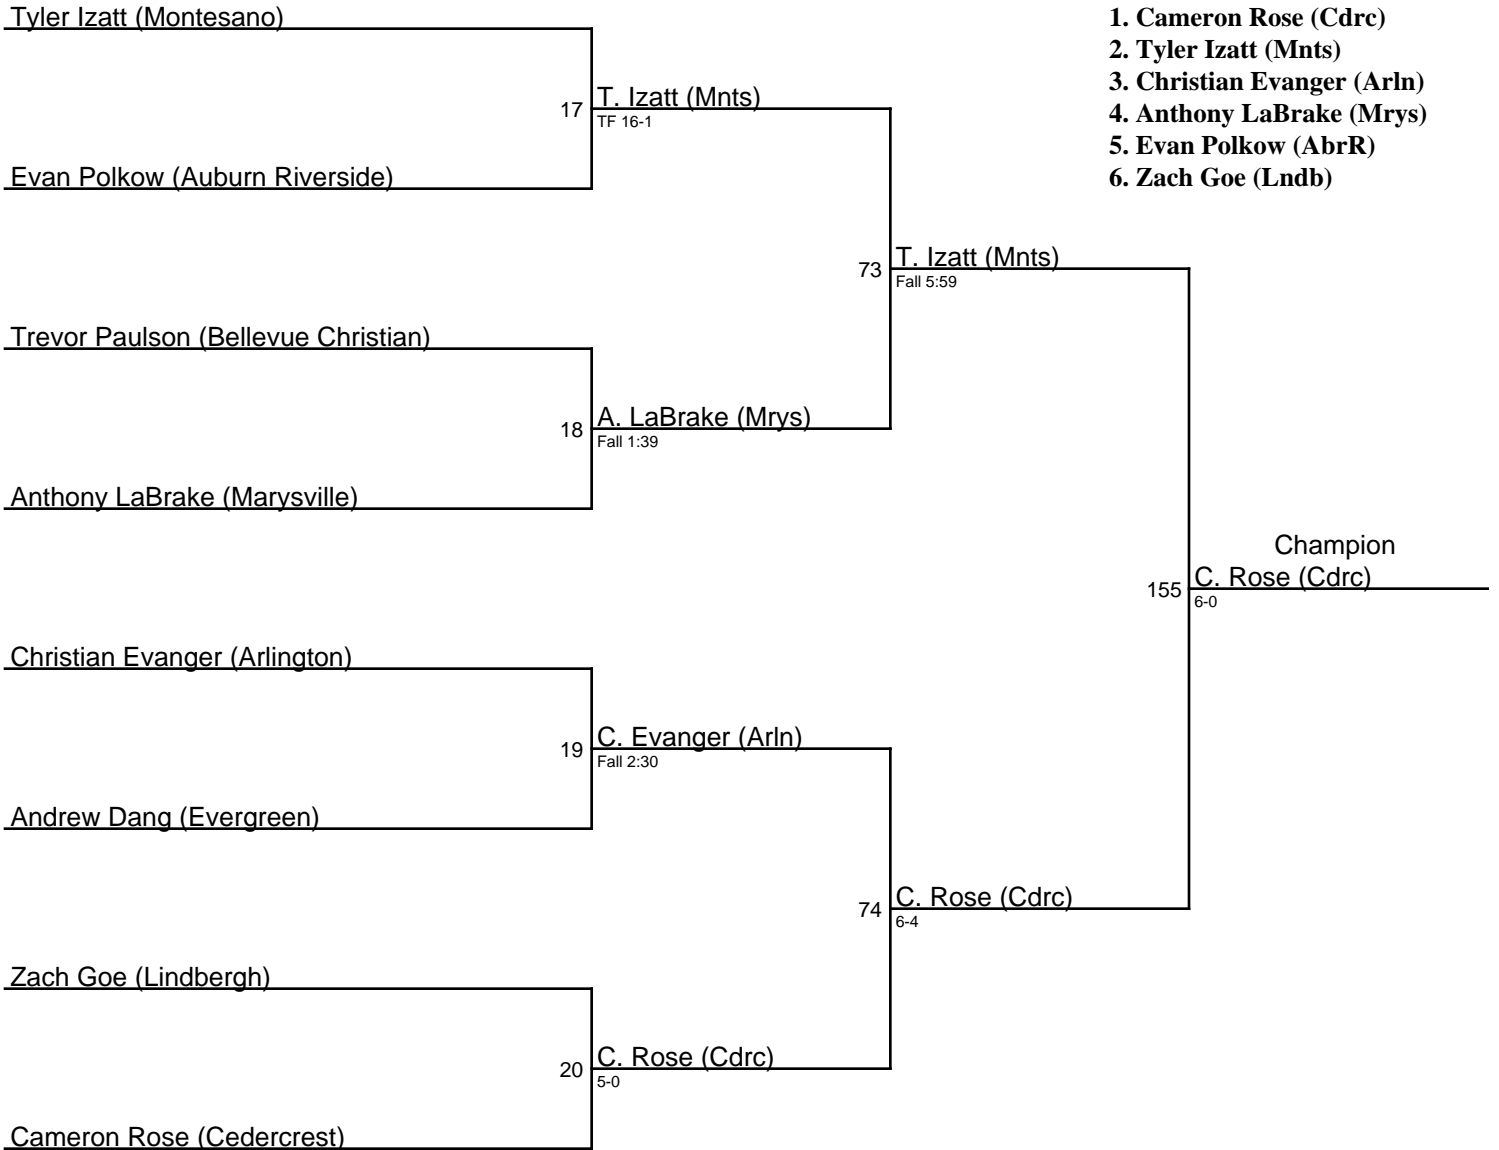 Tyler Izatt (Montesano)
1. Cameron Rose (Cdrc)
2. Tyler Izatt (Mnts)
3. Christian Evanger (Arln)
4. Anthony LaBrake (Mrys)
5. Evan Polkow (AbrR)
6. Zach Goe (Lndb)
17 T. Izatt (Mnts)
TF 16-1
Evan Polkow (Auburn Riverside)
73 T. Izatt (Mnts)
Fall 5:59
Trevor Paulson (Bellevue Christian)
18 A. LaBrake (Mrys)
Fall 1:39
Anthony LaBrake (Marysville)
Champion
155 C. Rose (Cdrc)
6-0
Christian Evanger (Arlington)
19 C. Evanger (Arln)
Fall 2:30
Andrew Dang (Evergreen)
74 C. Rose (Cdrc)
6-4
Zach Goe (Lindbergh)
20 C. Rose (Cdrc)
5-0
Cameron Rose (Cedercrest)